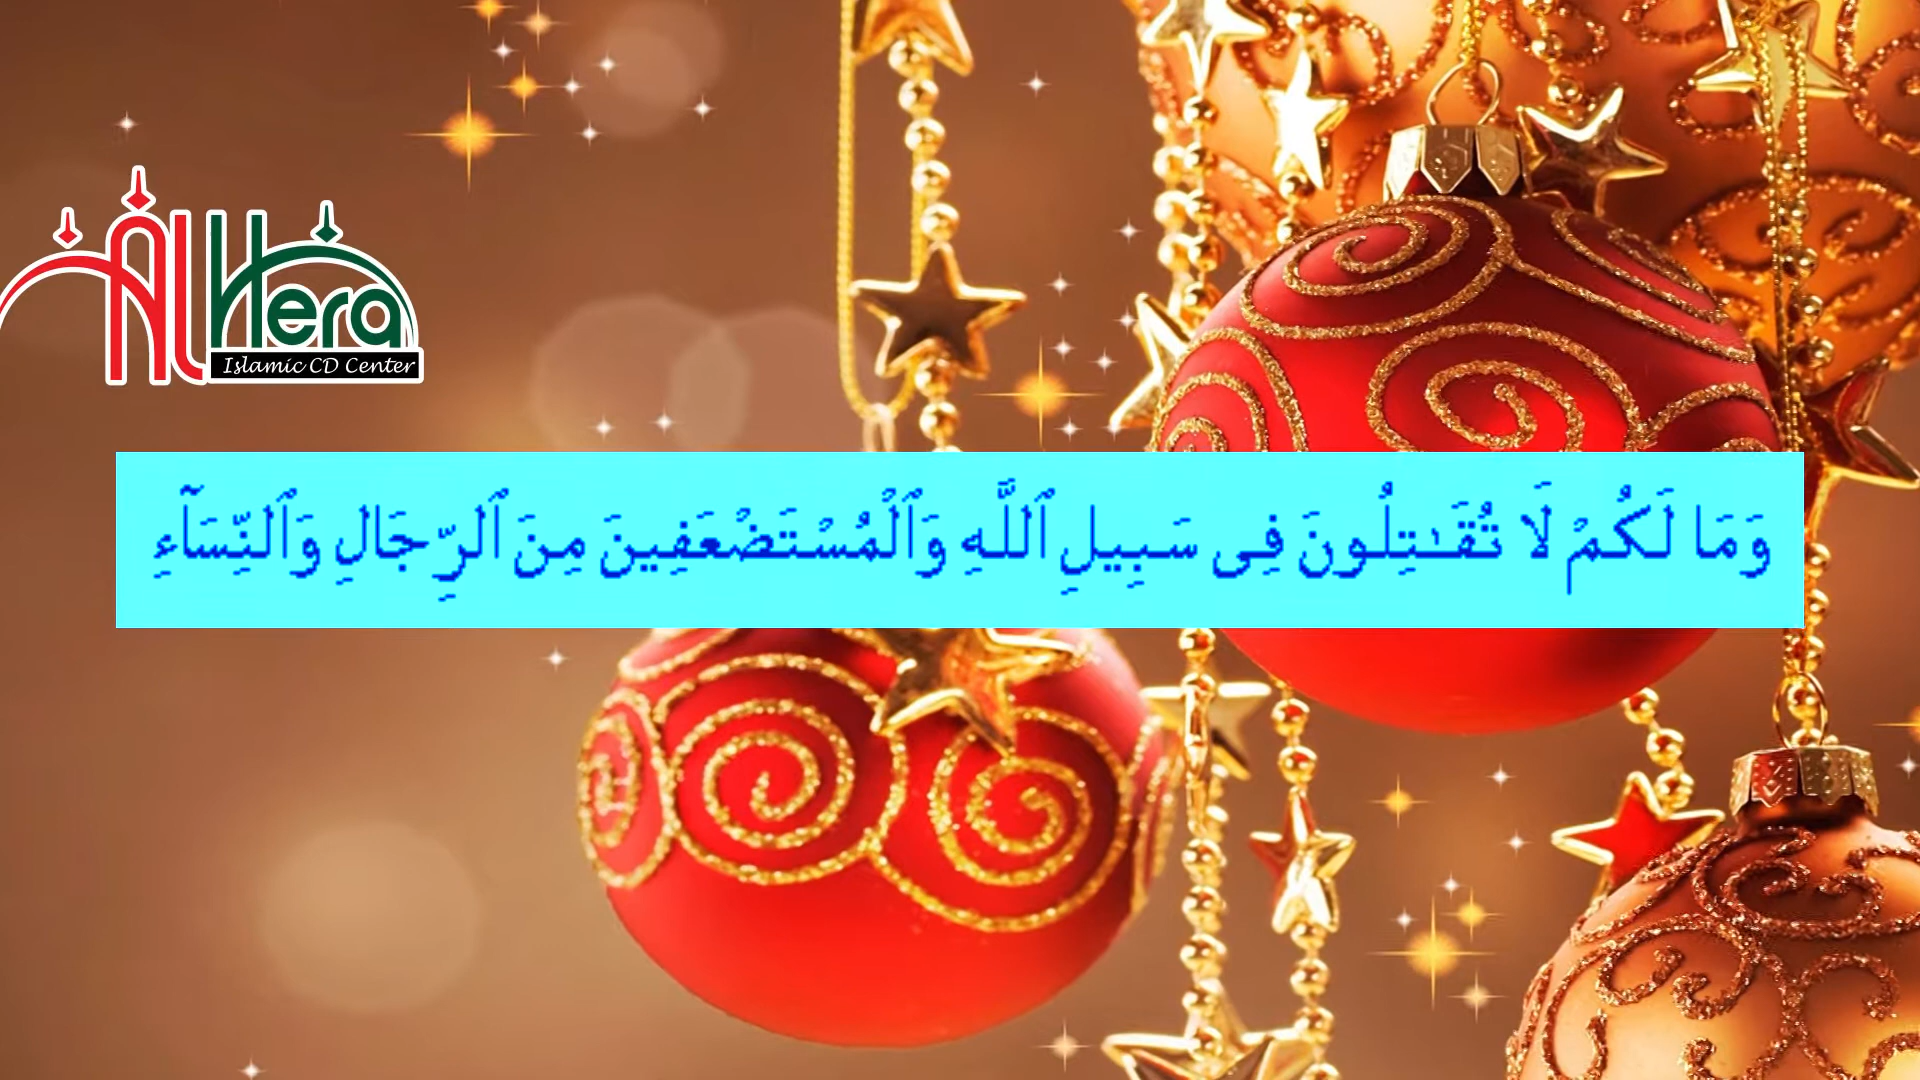 AL Hera
Islamic CD Center
وَمَا لَكُمْ لَا تُقَـٰتِلُونَ فِى سَبِيلِ ٱللَّهِ وَٱلْمُسْتَضْعَفِينَ مِنَ ٱلرِّجَالِ وَٱلنِّسَآءِ